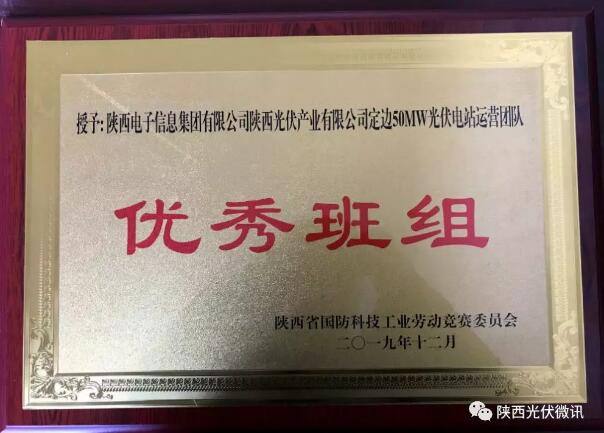 授予:陕西电子信息集团有限公司陕西光伏产业有限公司定边50MW光伏电站运营团队
优秀班组
陕西省国防科技工业劳动竞赛委员会
二〇一九年十二月
陕西光伏微讯